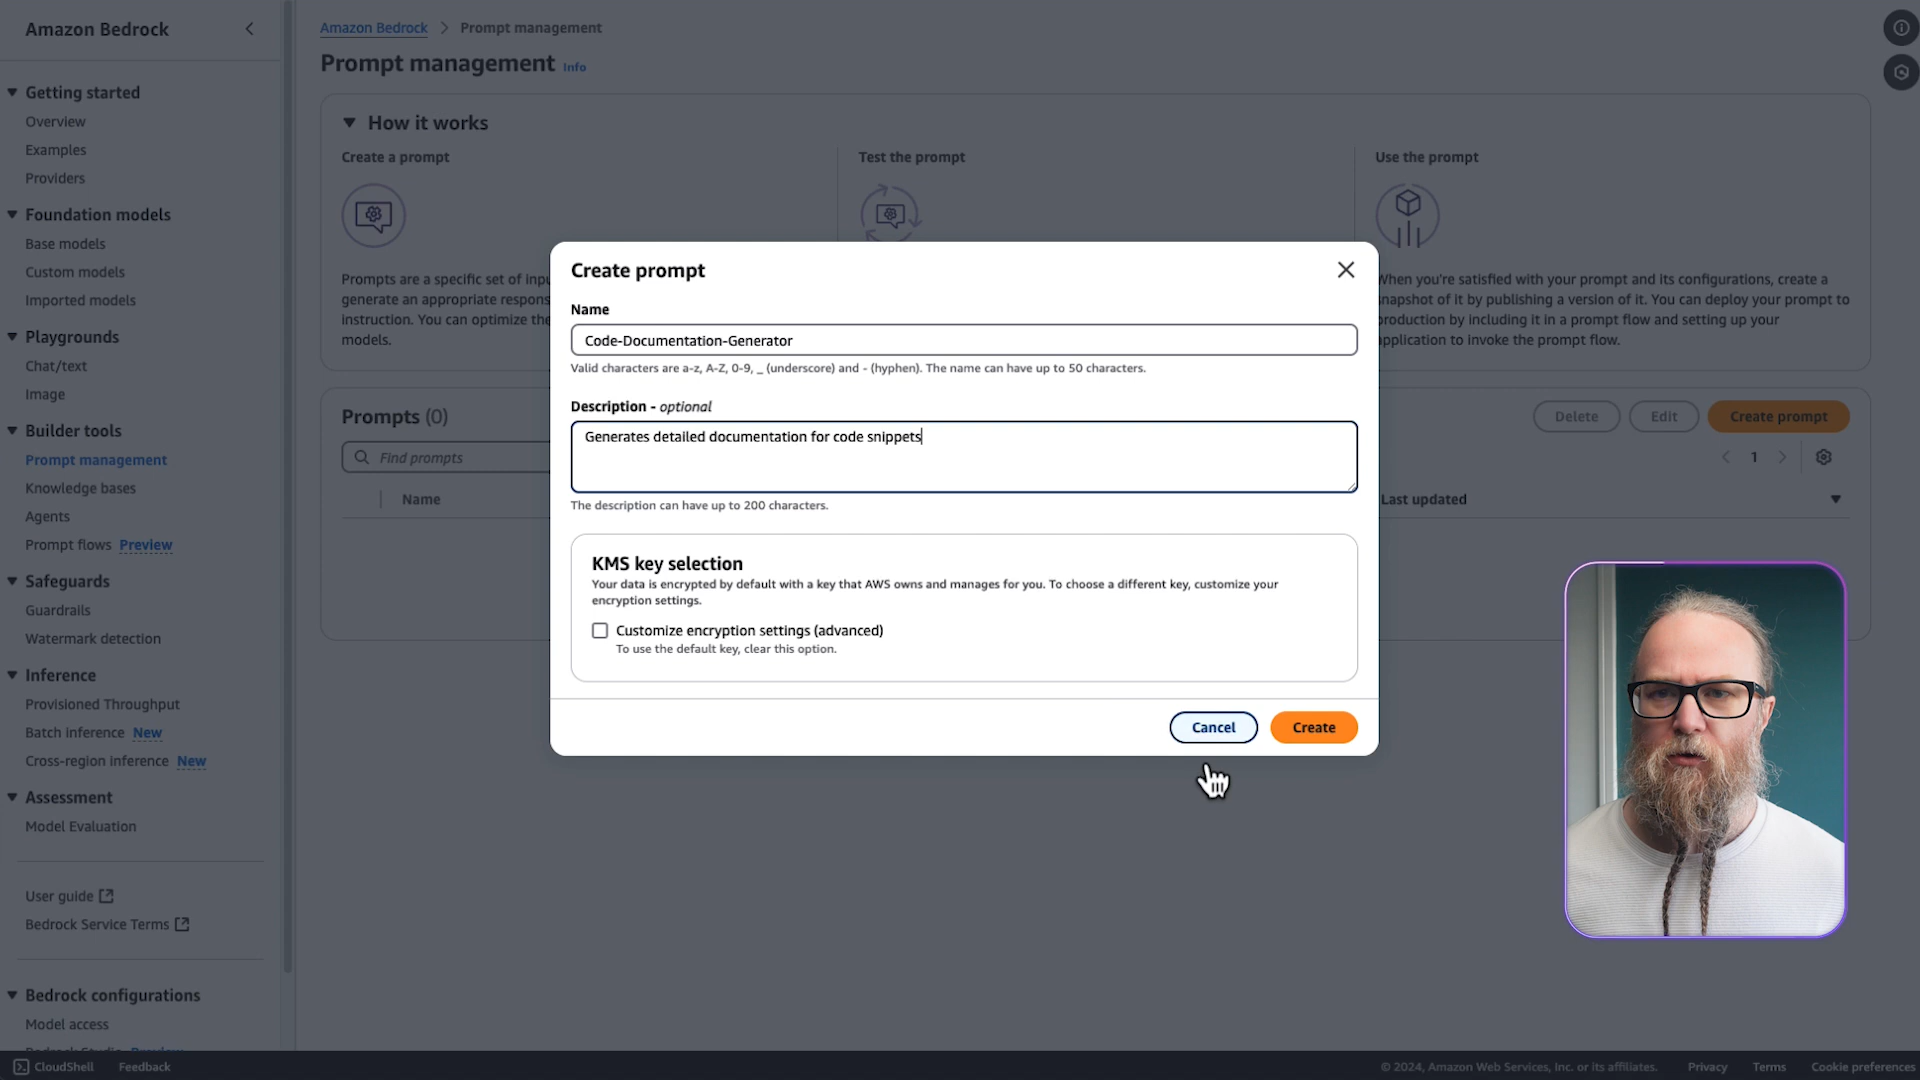 Amazon Bedrock
Getting started
Overview
Examples
Providers
Foundation models
Base models
Custom models
Imported models
Playgrounds
Chat/text
Image
Builder tools
Prompt management
Knowledge bases
Agents
Prompt flows Preview
Safeguards
Guardrails
Watermark detection
Inference
Provisioned Throughput
Batch inference New
Cross-region inference New
Assessment
Model Evaluation
User guide
Bedrock Service Terms
Bedrock configurations
Model access
Amazon Bedrock > Prompt management
Prompt management Info
How it works
Create a prompt
Prompts are a specific set of inp
generate an appropriate respons
instruction. You can optimize the
models.
Test the prompt
Use the prompt
When you're satisfied with your prompt and its configurations, create a
snapshot of it by publishing a version of it. You can deploy your prompt to
production by including it in a prompt flow and setting up your
application to invoke the prompt flow.
Prompts (0)
Delete
Edit
Create prompt
Find prompts
1
Name
Last updated
Create prompt
Name
Code-Documentation-Generator
Valid characters are a-z, A-Z, 0-9, _ (underscore) and - (hyphen). The name can have up to 50 characters.
Description - optional
Generates detailed documentation for code snippets
The description can have up to 200 characters.
KMS key selection
Your data is encrypted by default with a key that AWS owns and manages for you. To choose a different key, customize your
encryption settings.
Customize encryption settings (advanced)
To use the default key, clear this option.
Cancel
Create
CloudShell
Feedback
© 2024, Amazon Web Services, Inc. or its affiliates.
Privacy
Terms
Cookie preferences